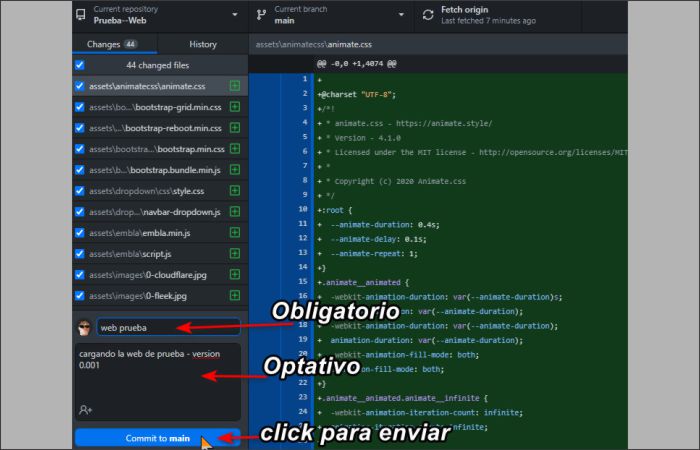 Current repository
Prueba--Web
Current branch
main
Fetch origin
Last fetched 7 minutes ago
Changes 44
History
44 changed files
assets\animatecss\animate.css
assets\bo...\bootstrap-grid.min.css
assets\...\bootstrap-reboot.min.css
assets\bootstra...\bootstrap.min.css
assets\b...\bootstrap.bundle.min.js
assets\dropdown\css\style.css
assets\drop...\navbar-dropdown.js
assets\embla\embla.min.js
assets\embla\script.js
assets\images\0-cloudflare.jpg
assets\images\0-fleek.jpg
web prueba
cargando la web de prueba - version
0.001
Commit to main
assets\animatecss\animate.css
@@ -0,0 +1,4074 @@
1 +
2 +@charset "UTF-8";
3 +/*!
4 + * animate.css - https://animate.style/
5 + * Version - 4.1.0
6 + * Licensed under the MIT license - http://opensource.org/licenses/MIT
7 + *
8 + * Copyright (c) 2020 Animate.css
9 + */
10 +:root {
11 +  --animate-duration: 0.4s;
12 +  --animate-delay: 0.1s;
13 +  --animate-repeat: 1;
14 +}
15 +.animate__animated {
16 +  -webkit-animation-duration: var(--animate-duration)s;
duration: var(--animate-duration);
18 +  -webkit-animation-duration: var(--animate-duration);
19 +  animation-duration: var(--animate-duration);
20 webkit-animation-fill-mode: both;
21 on-fill-mode: both;
22 +}
23 +.animate__animated.animate__infinite {
24 +  -webkit-animation-iteration-count: infinite;
infinite;
Obligatorio
Optativo
click para enviar